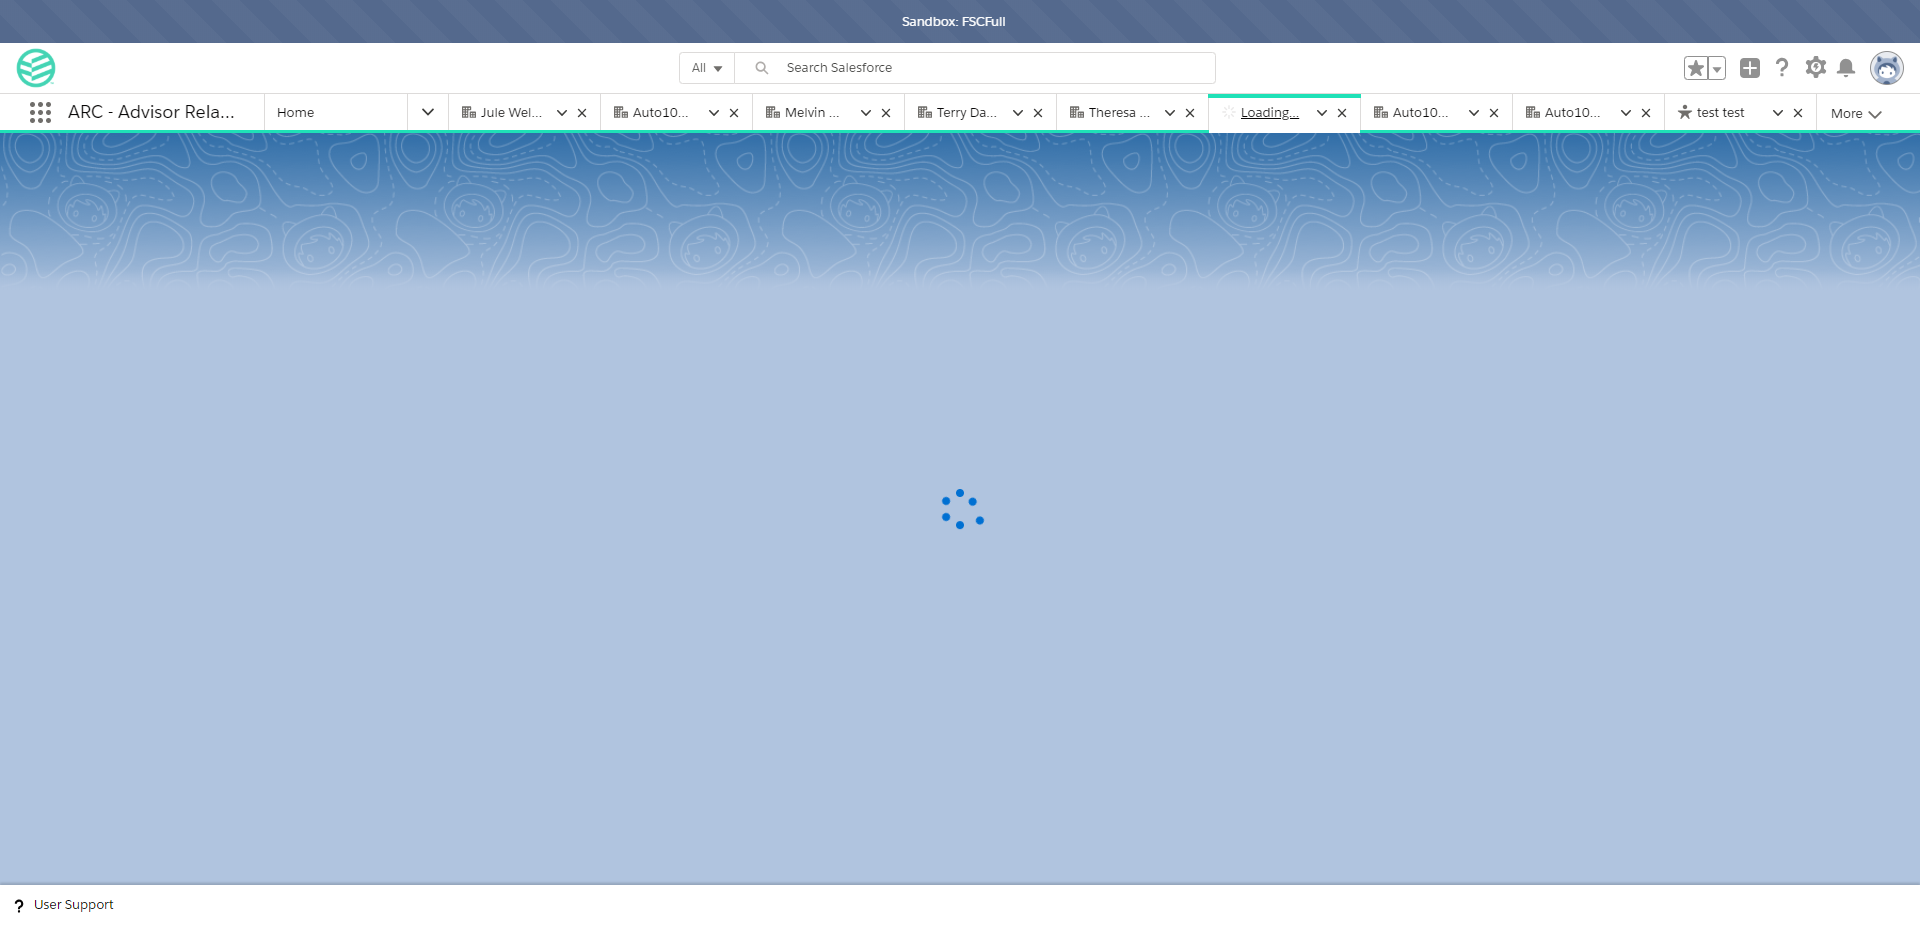 Sandbox: FSCFull
All
Search Salesforce
ARC - Advisor Rela...
Home
Jule Wel...
Auto10...
Melvin ...
Terry Da...
Theresa ...
Loading...
Auto10...
Auto10...
test test
More
User Support